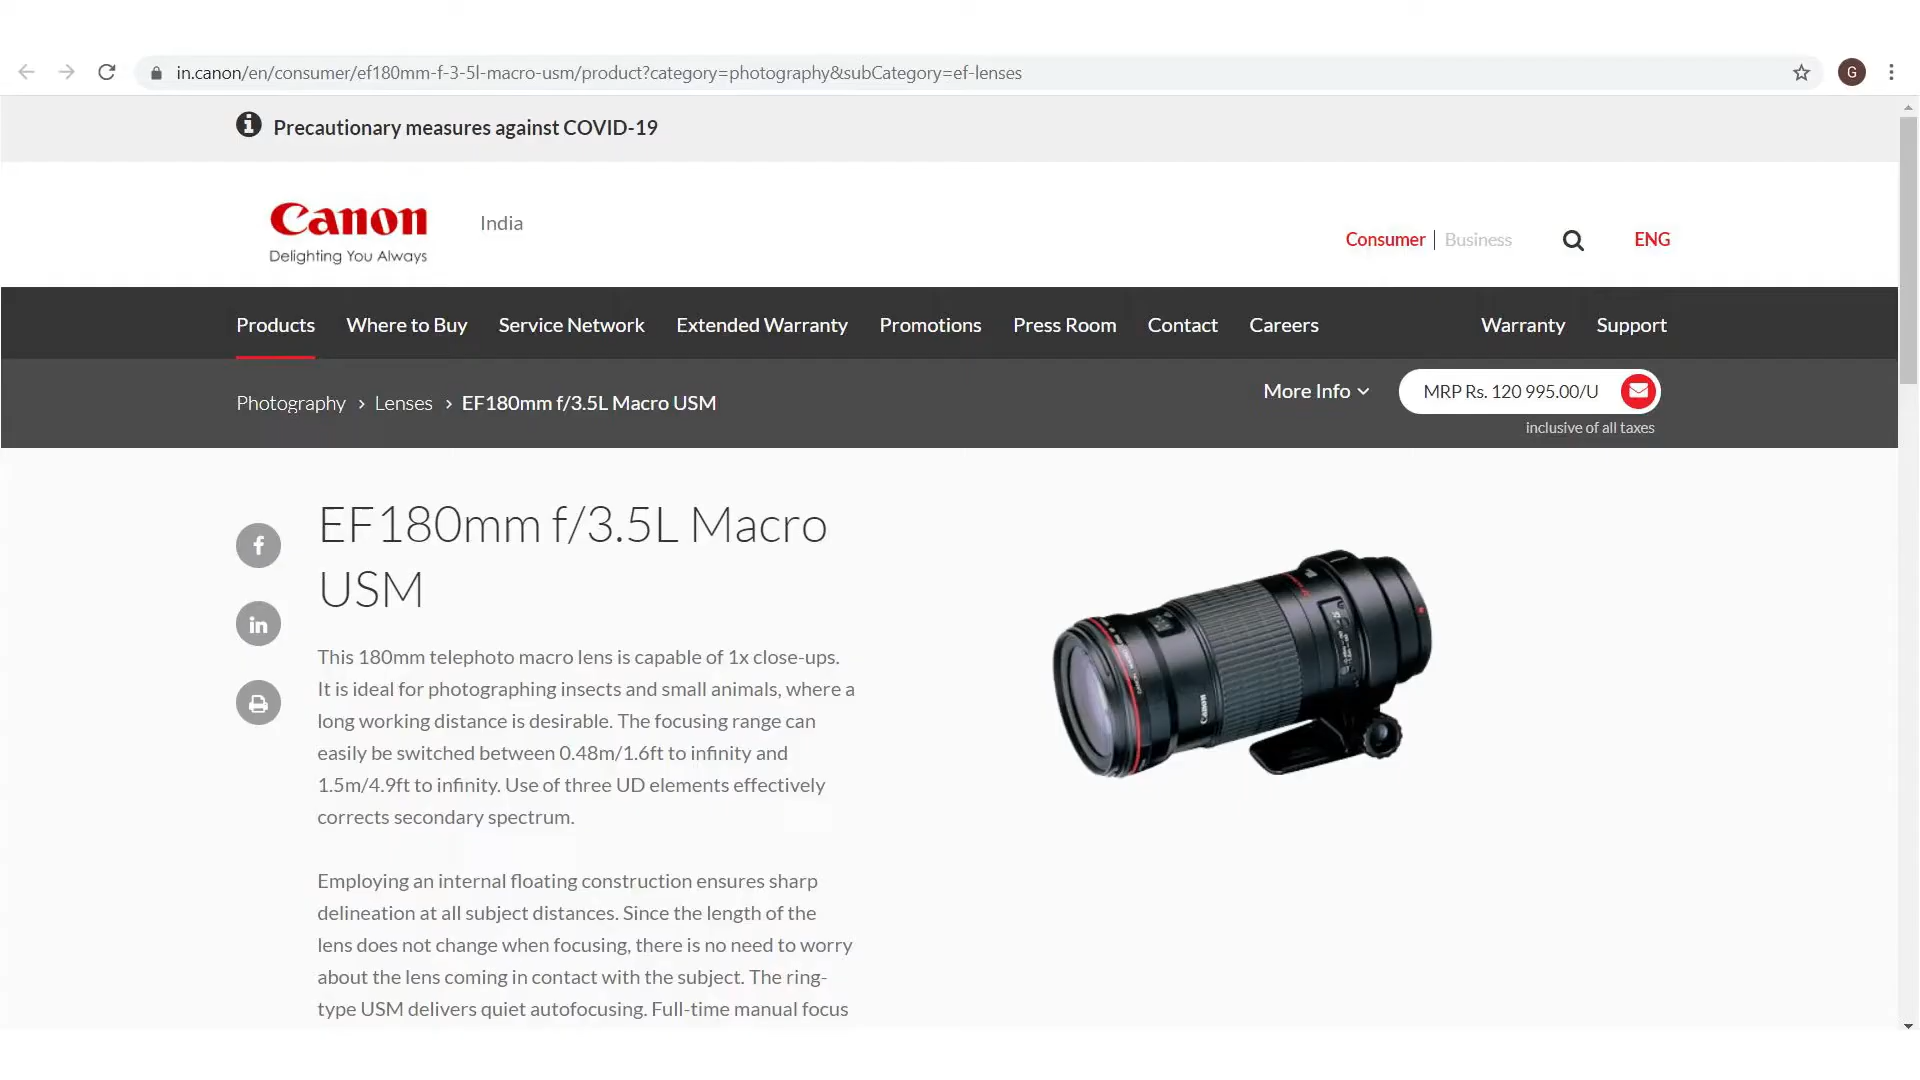 in.canon/en/consumer/ef180mm-f-3-5l-macro-usm/product?category=photography&subCategory=ef-lenses
G
Precautionary measures against COVID-19
Canon
Delighting You Always
India
Consumer | Business
ENG
Products Where to Buy Service Network Extended Warranty Promotions Press Room Contact Careers Warranty Support
Photography > Lenses > EF180mm f/3.5L Macro USM
More Info
MRP Rs. 120 995.00/U
inclusive of all taxes
EF180mm f/3.5L Macro
USM
This 180mm telephoto macro lens is capable of 1x close-ups.
It is ideal for photographing insects and small animals, where a
long working distance is desirable. The focusing range can
easily be switched between 0.48m/1.6ft to infinity and
1.5m/4.9ft to infinity. Use of three UD elements effectively
corrects secondary spectrum.
Employing an internal floating construction ensures sharp
delineation at all subject distances. Since the length of the
lens does not change when focusing, there is no need to worry
about the lens coming in contact with the subject. The ring-
type USM delivers quiet autofocusing. Full-time manual focus
Canon